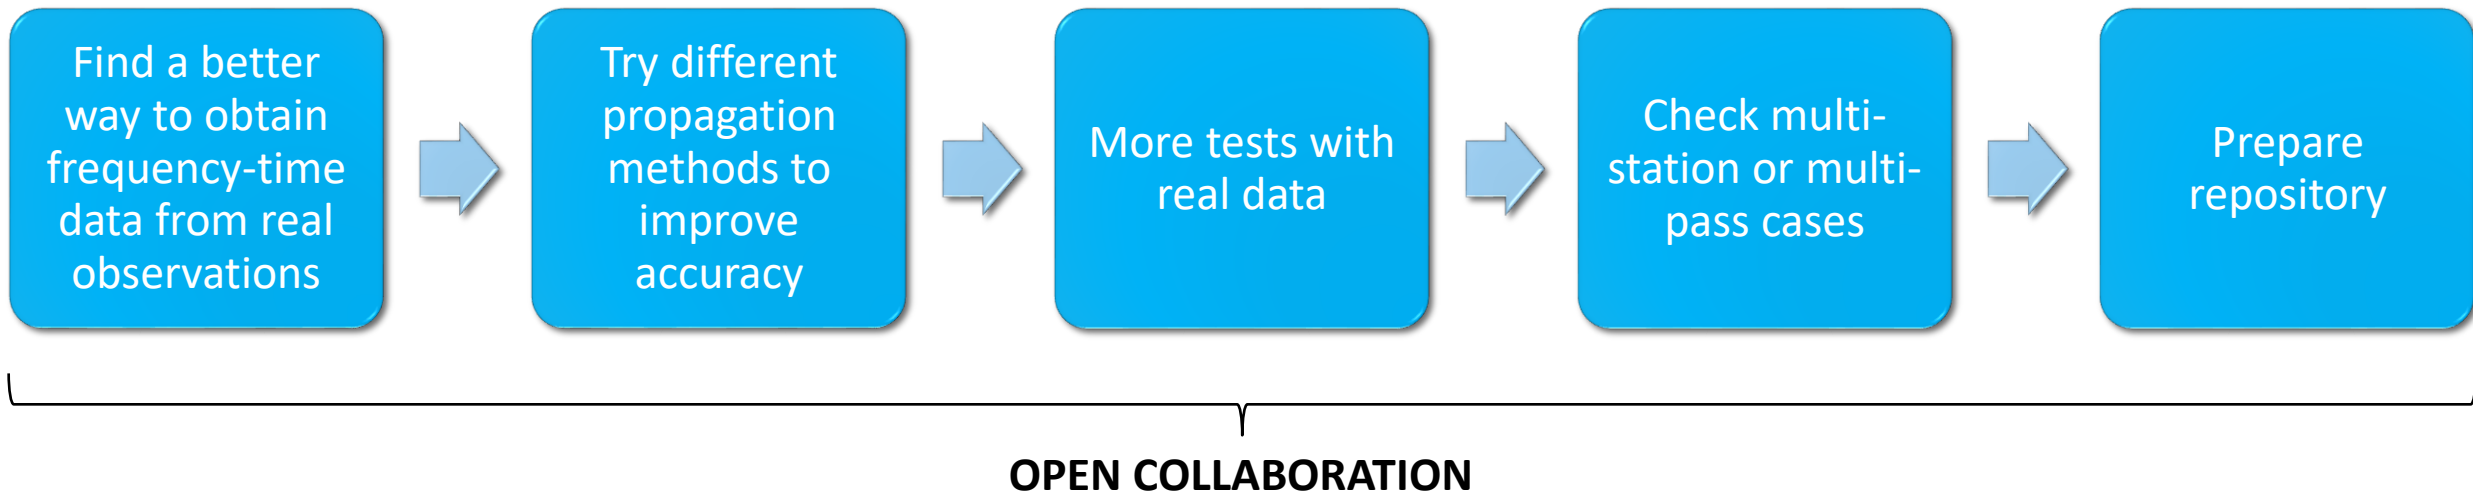 Find a better
way to obtain
frequency-time
data from real
observations
Try different
propagation
methods to
improve
accuracy
More tests with
real data
Check multi-
station or multi-
pass cases
Prepare
repository
OPEN COLLABORATION